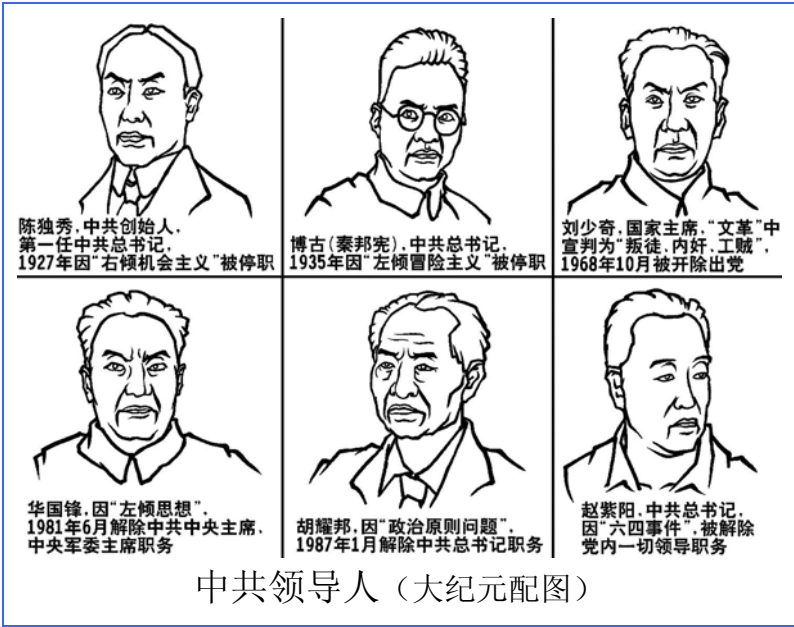 陈独秀,中共创始人,
第一任中共总书记,
1927年因“右倾机会主义”被停职
博古(秦邦宪),中共总书记,
1935年因“左倾冒险主义”被停职
刘少奇,国家主席,“文革”中
宣判为“叛徒、内奸、工贼”,
1968年10月被开除出党
华国锋,因“左倾思想”,
1981年6月解除中共中央主席、
中央军委主席职务
胡耀邦,因“政治原则问题”,
1987年1月解除中共总书记职务
赵紫阳,中共总书记,
因“六四事件”,被解除
党内一切领导职务
中共领导人（大纪元配图）